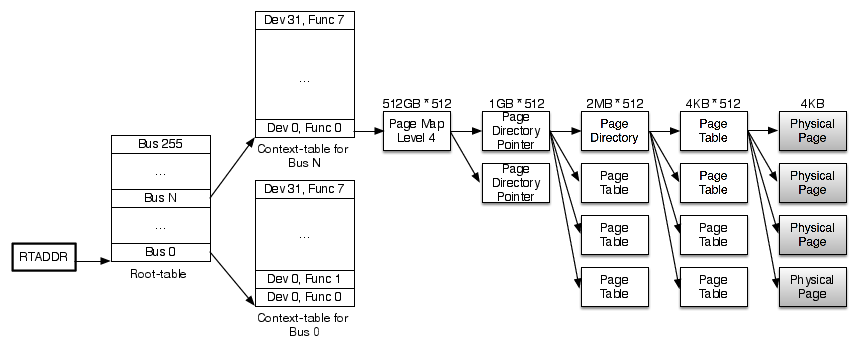 RTADDR
Bus 255
...
Bus N
...
Bus 0
Root-table
Dev 31, Func 7
...
Dev 0, Func 0
Context-table for
Bus N
Dev 31, Func 7
...
Dev 0, Func 1
Dev 0, Func 0
Context-table for
Bus 0
512GB * 512
Page Map
Level 4
1GB * 512
Page
Directory
Pointer
Page
Directory
Pointer
2MB * 512
Page
Directory
Page
Table
Page
Table
Page
Table
4KB * 512
Page
Table
Page
Table
Page
Table
Page
Table
4KB
Physical
Page
Physical
Page
Physical
Page
Physical
Page